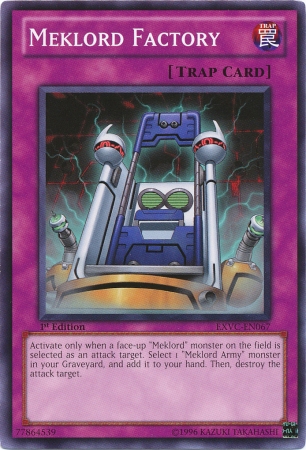 Meklord Factory
TRAP
罠
[Trap Card]
1st Edition
EXVC-EN067
Activate only when a face-up "Meklord" monster on the field is
selected as an attack target. Select 1 "Meklord Army" monster
in your Graveyard, and add it to your hand. Then, destroy the
attack target.
77864539
©1996 KAZUKI TAKAHASHI